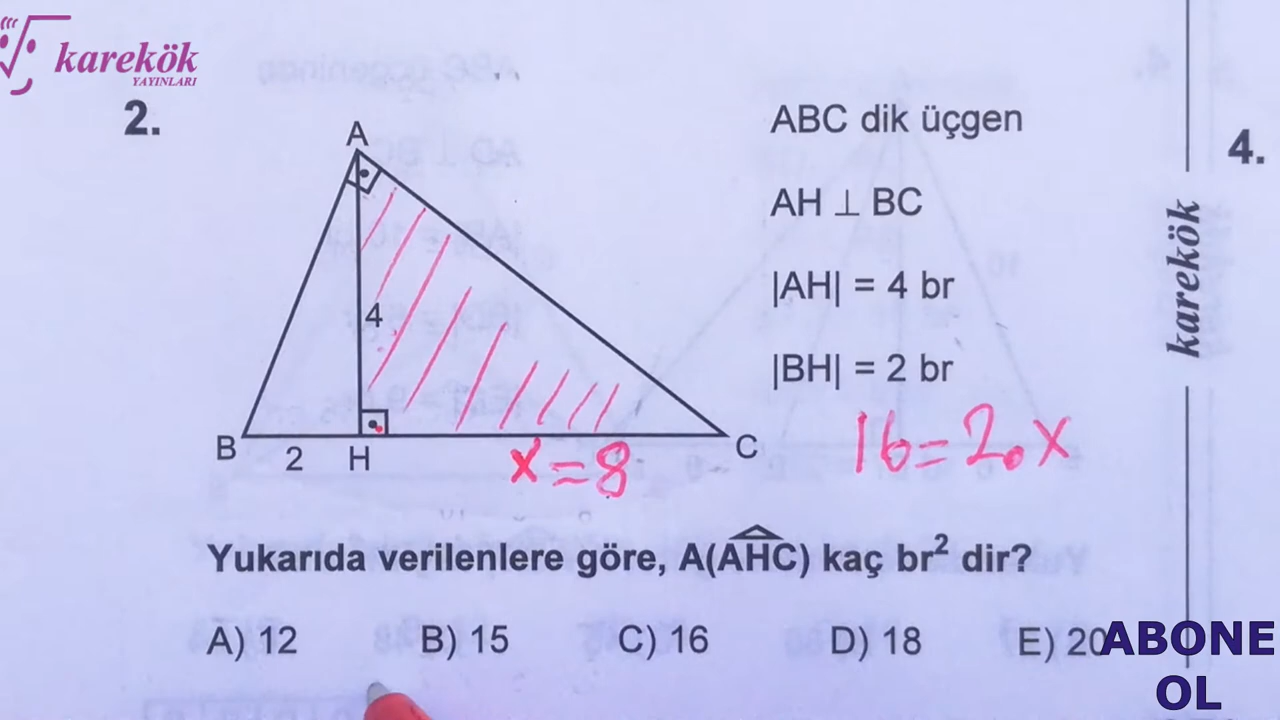 karekök
YAYINLARI
2.
A
4
B
2
H
C
x = 8
ABC dik üçgen
AH ⊥ BC
|AH| = 4 br
|BH| = 2 br
16 = 2.x
Yukarıda verilenlere göre, A(AHC) kaç br² dir?
A) 12 B) 15 C) 16 D) 18 E) 20
karekök
4.
ABONE
OL